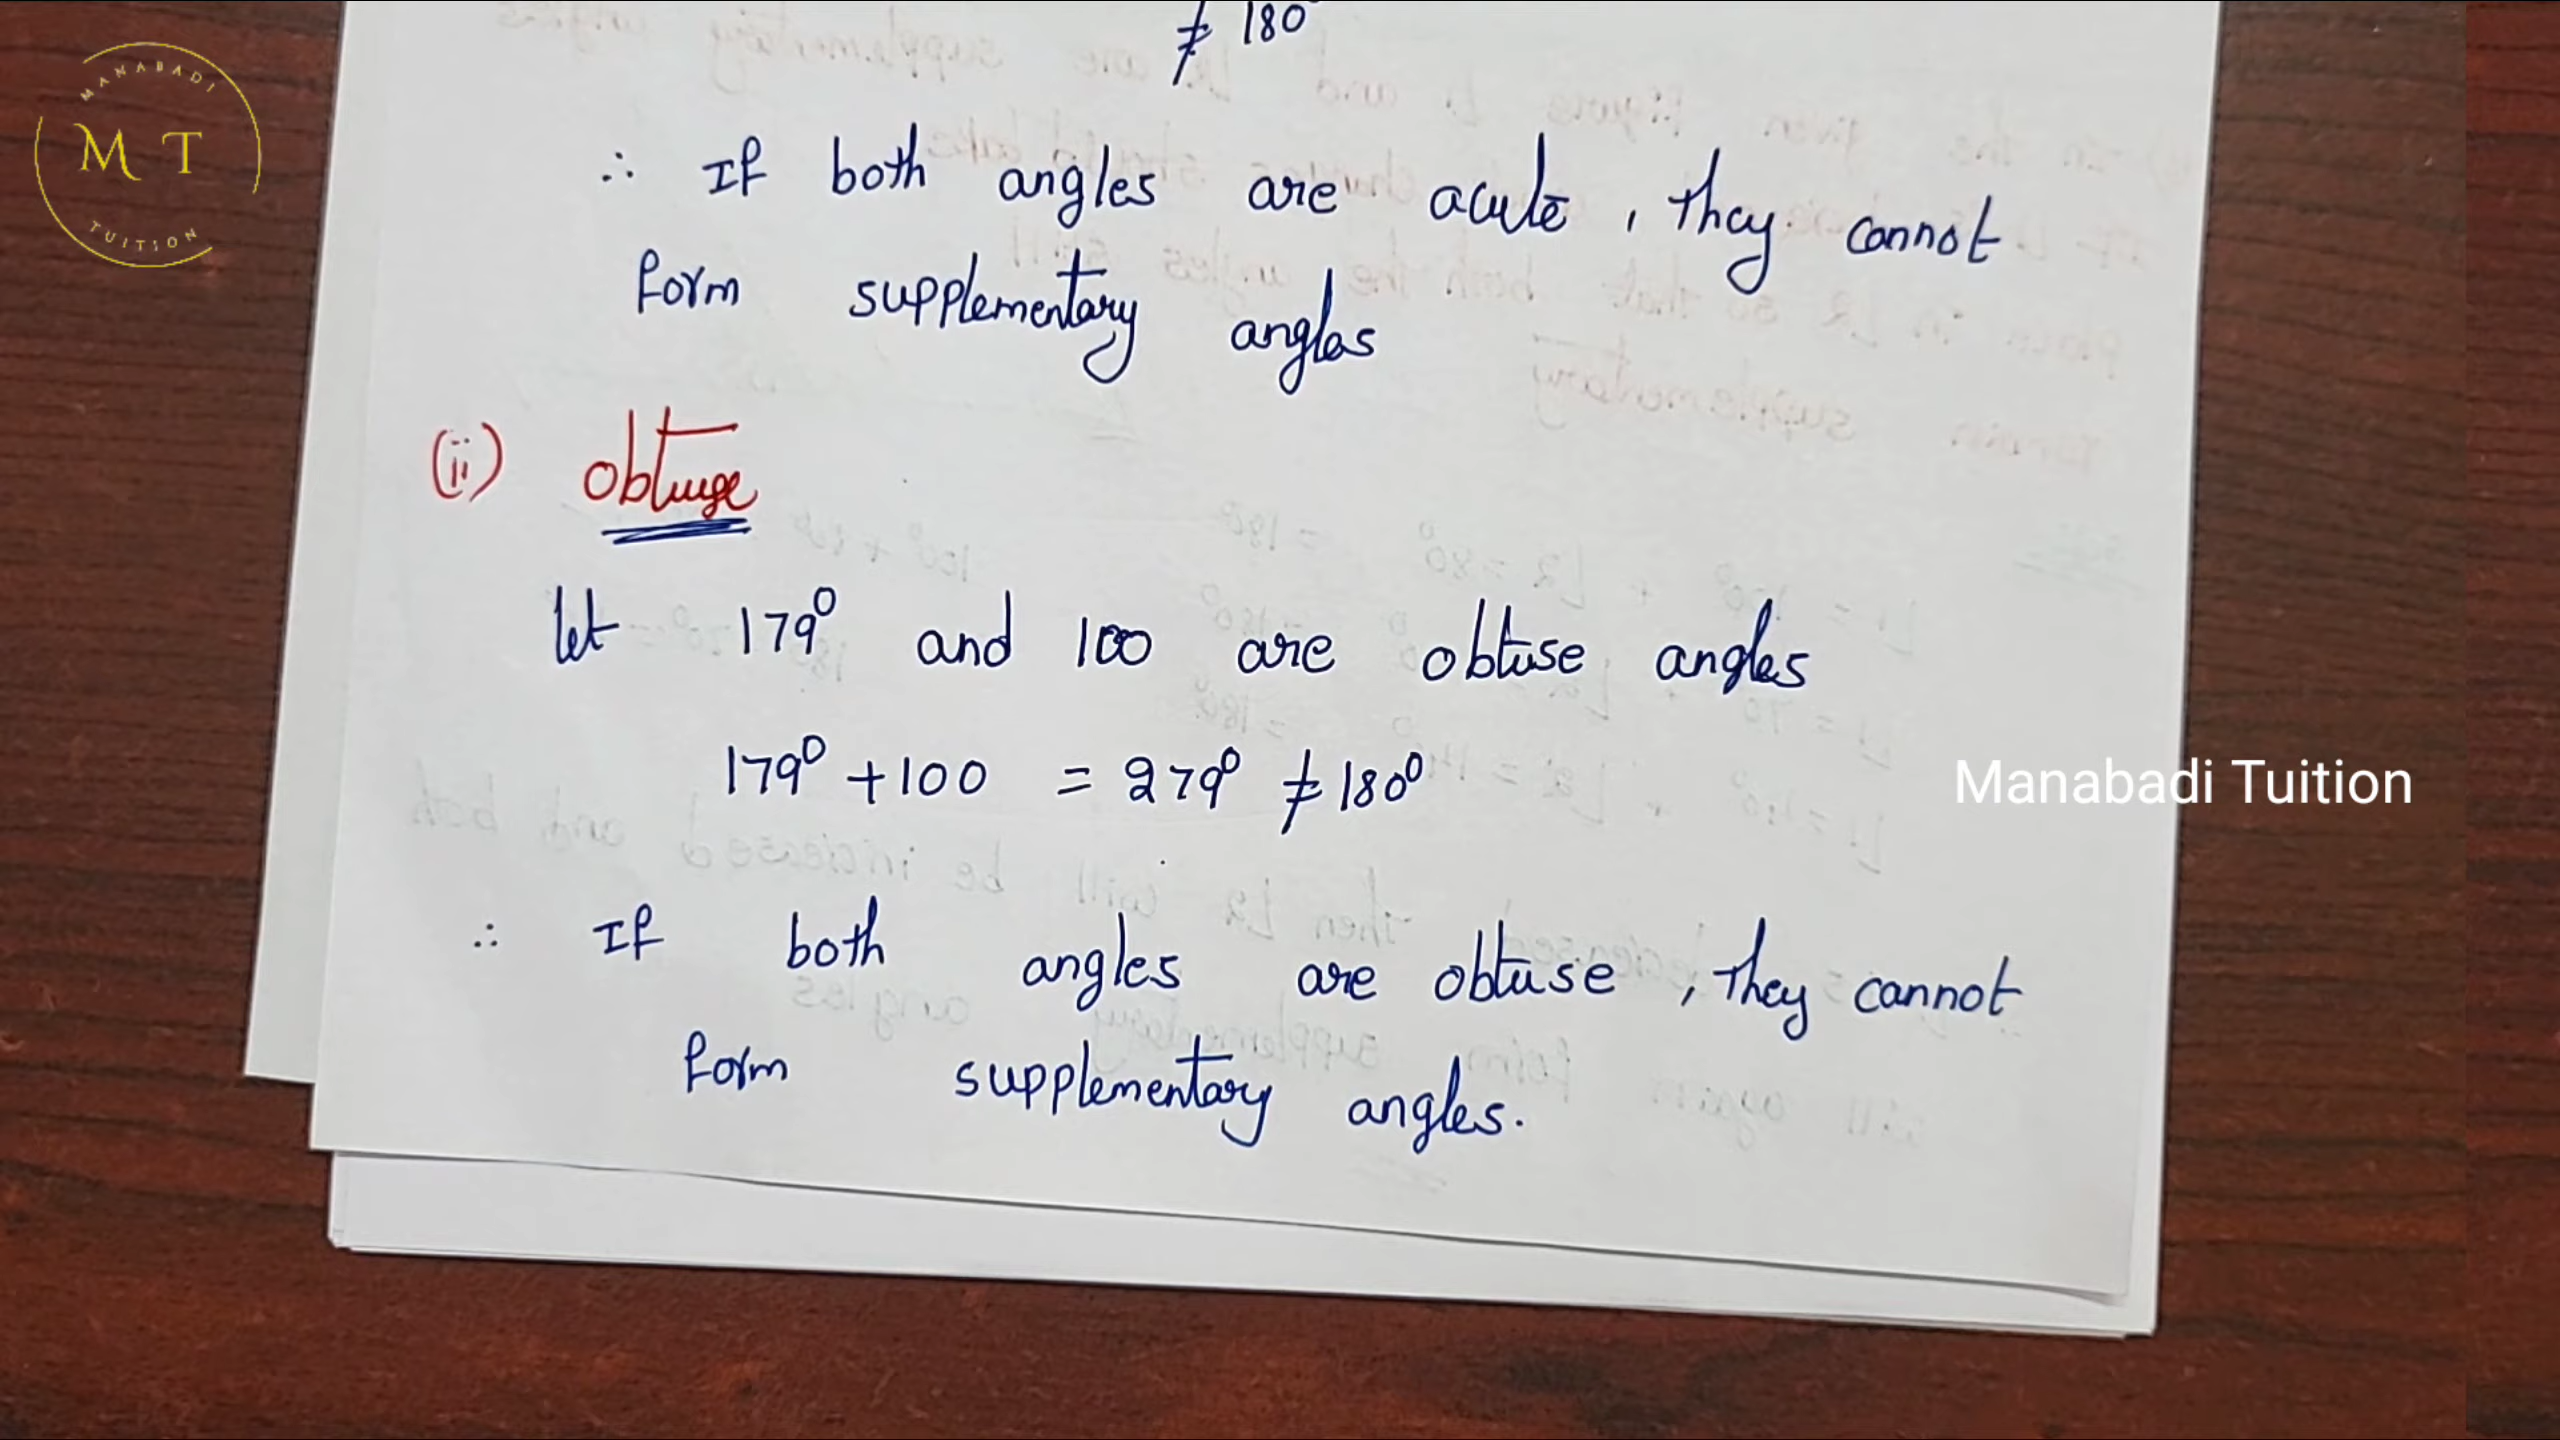 ≠ 180°
MANABADI
M T
TUITION
∴ If both angles are acute, they cannot
form supplementary angles
(ii) obtuse
let 179° and 100 are obtuse angles
179° + 100 = 279° ≠ 180°
Manabadi Tuition
∴ If both angles are obtuse, they cannot
form supplementary angles.